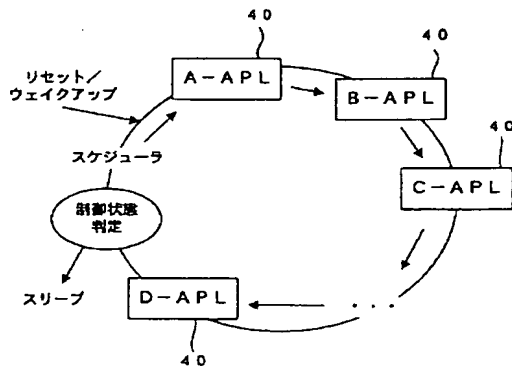 40
A-APL
40
B-APL
40
C-APL
リセット/
ウェイクアップ
スケジューラ
制御状態
判定
スリープ
D-APL
・・・
40